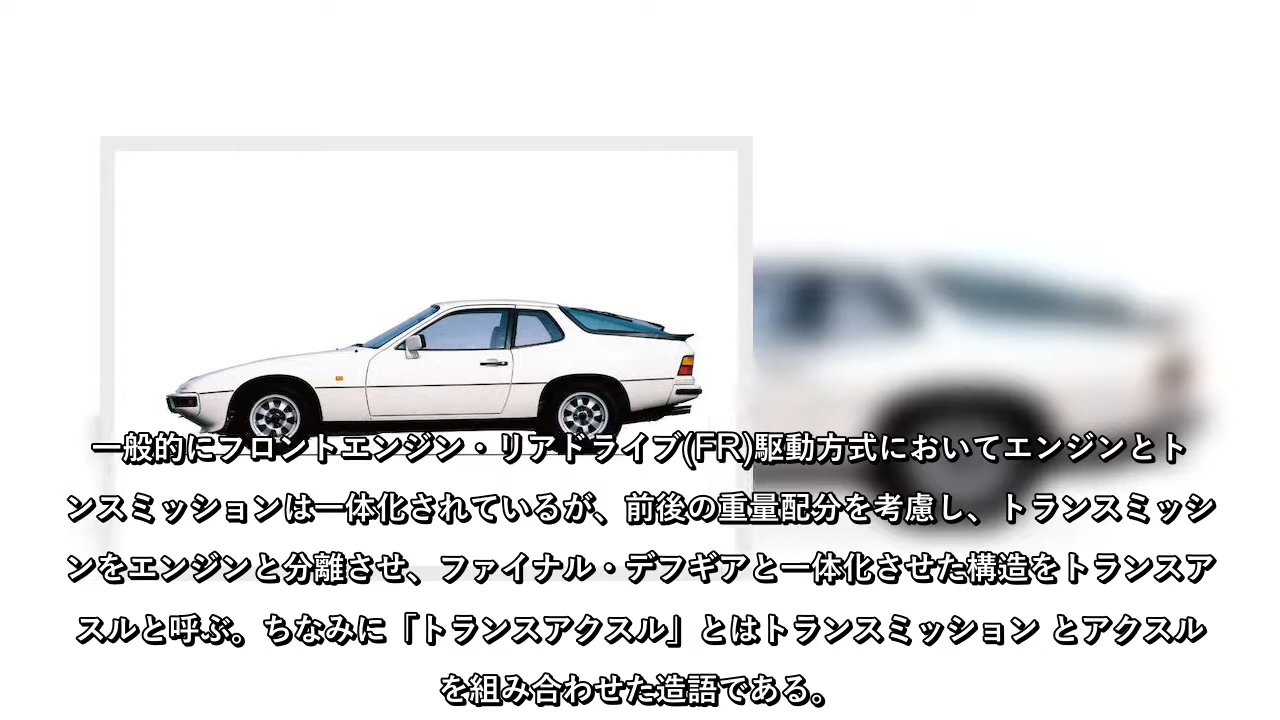 一般的にフロントエンジン・リアドライブ(FR)駆動方式においてエンジンとト
ンスミッションは一体化されているが、前後の重量配分を考慮し、トランスミッシ
ンをエンジンと分離させ、ファイナル・デフギアと一体化させた構造をトランスア
スルと呼ぶ。ちなみに「トランスアクスル」とはトランスミッション とアクスル
を組み合わせた造語である。